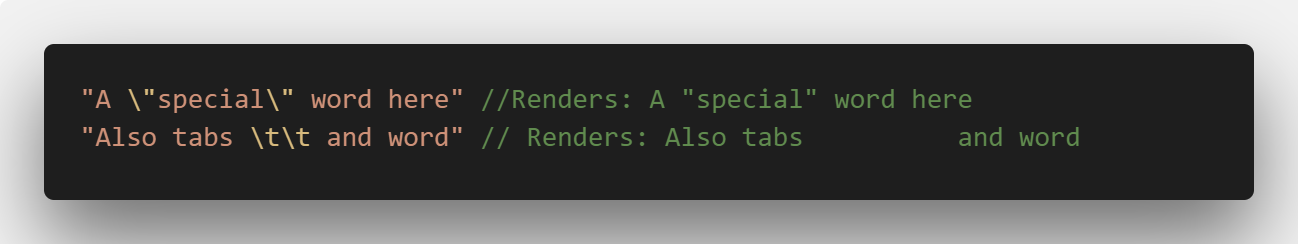 "A \"special\" word here" //Renders: A "special" word here
"Also tabs \t\t and word" // Renders: Also tabs          and word